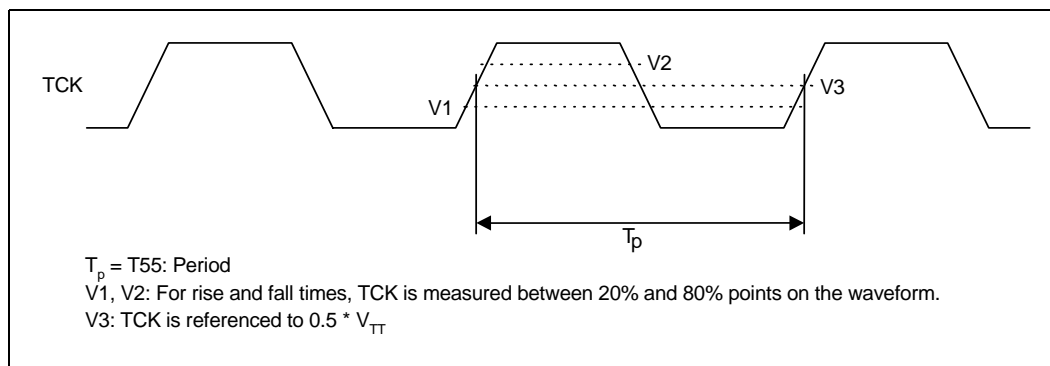 TCK
V2
V3
V1
Tp
Tp = T55: Period
V1, V2: For rise and fall times, TCK is measured between 20% and 80% points on the waveform.
V3: TCK is referenced to 0.5 * VTT